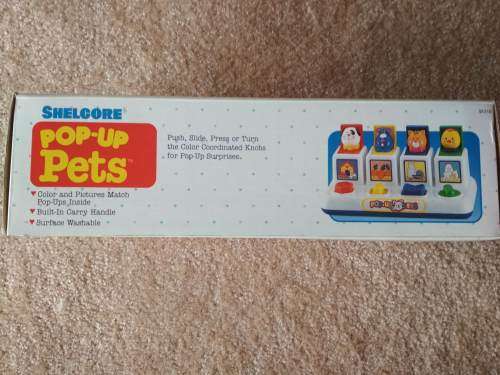 SHELCORE
POP-UP
Pets™
♥ Color and Pictures Match
Pop-Ups Inside
♥ Built-In Carry Handle
♥ Surface Washable
Push, Slide, Press or Turn
the Color Coordinated Knobs
for Pop-Up Surprises.